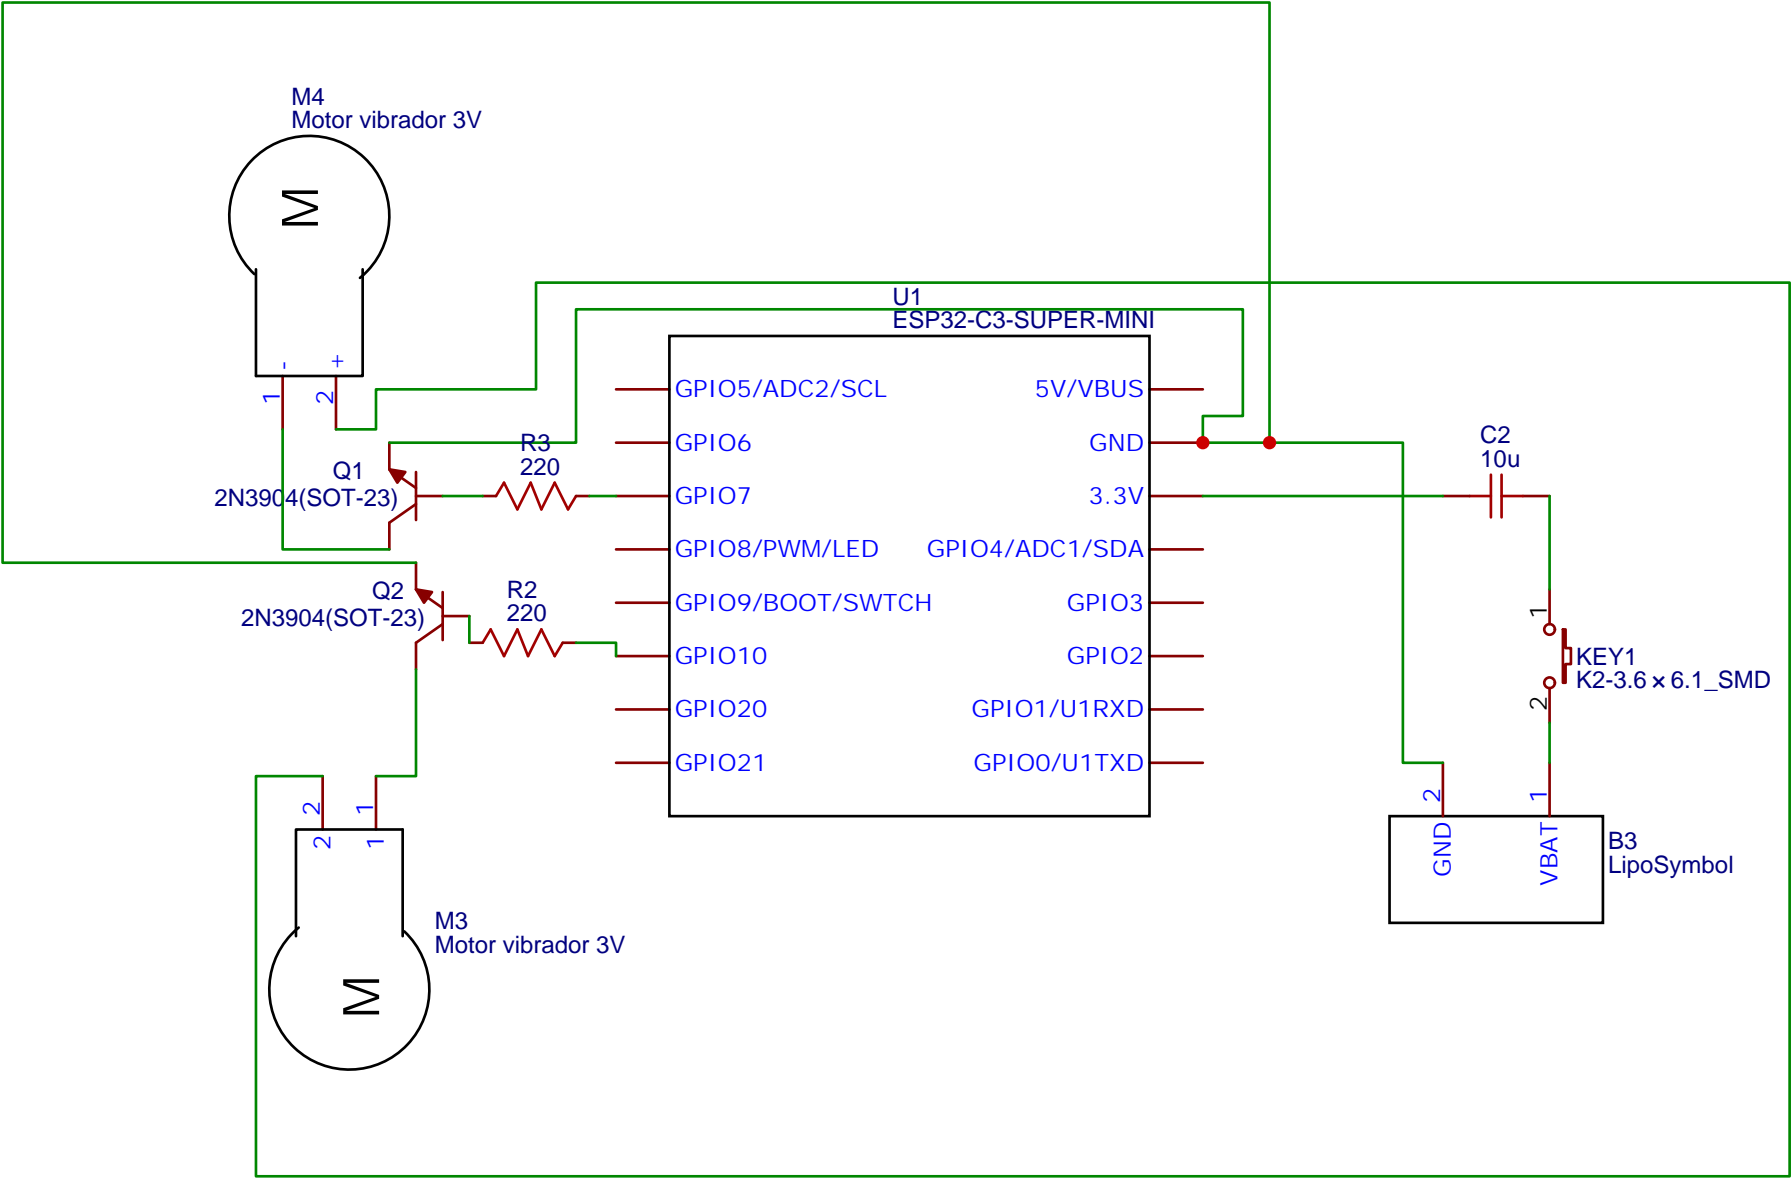 M4
Motor vibrador 3V
M
-
+
1
2
U1
ESP32-C3-SUPER-MINI
GPIO5/ADC2/SCL
5V/VBUS
GPIO6
GND
GPIO7
3.3V
GPIO8/PWM/LED
GPIO4/ADC1/SDA
GPIO9/BOOT/SWTCH
GPIO3
GPIO10
GPIO2
GPIO20
GPIO1/U1RXD
GPIO21
GPIO0/U1TXD
R3
220
Q1
2N3904(SOT-23)
Q2
2N3904(SOT-23)
R2
220
C2
10u
1
2
KEY1
K2-3.6×6.1_SMD
2
1
GND
VBAT
B3
LipoSymbol
2
1
2
1
M3
Motor vibrador 3V
M